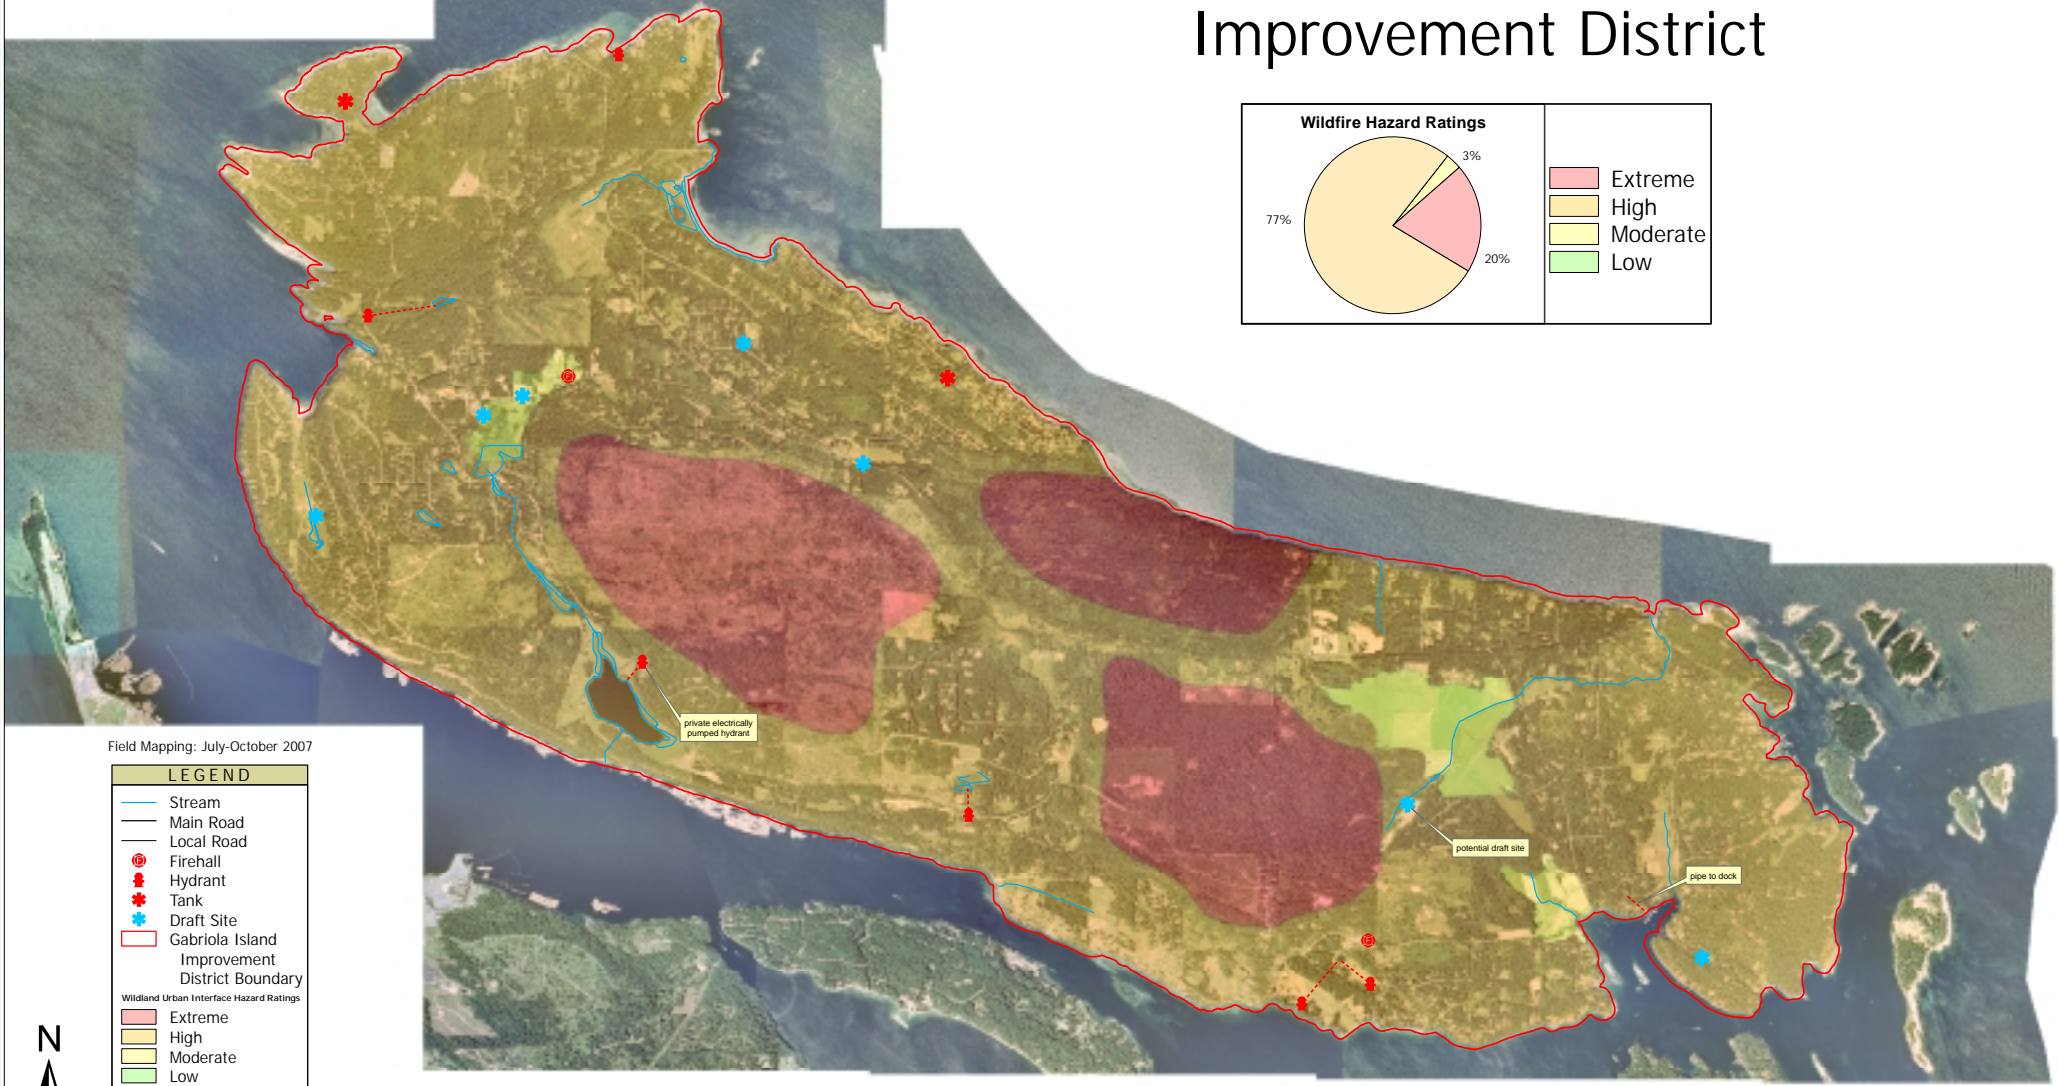 Improvement District
Wildfire Hazard Ratings
3%
77%
20%
Extreme
High
Moderate
Low
private electrically
pumped hydrant
potential draft site
pipe to dock
Field Mapping: July-October 2007
LEGEND
Stream
Main Road
Local Road
Firehall
Hydrant
Tank
Draft Site
Gabriola Island
Improvement
District Boundary
Wildland Urban Interface Hazard Ratings
Extreme
High
Moderate
Low
N